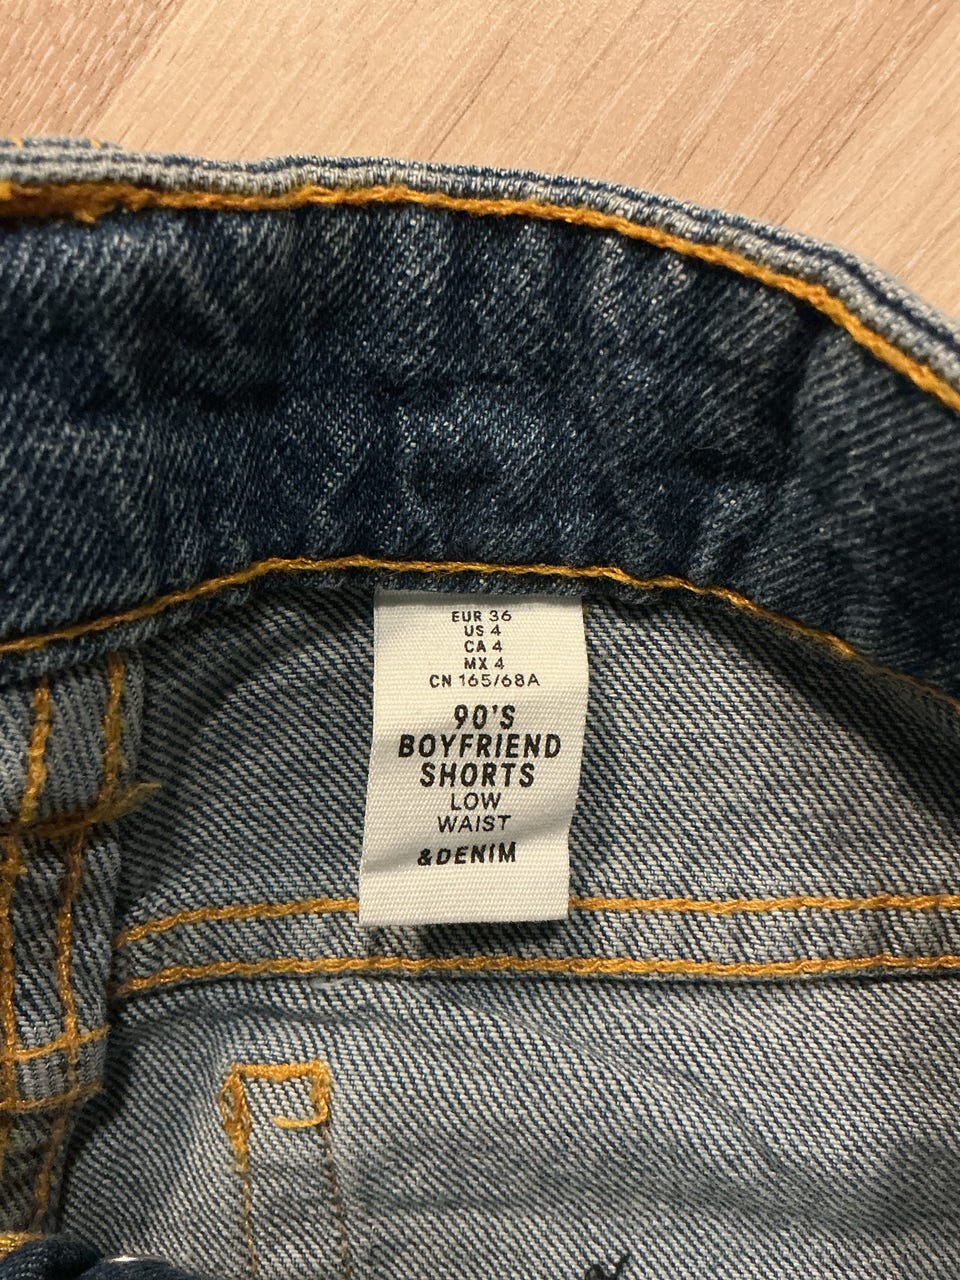 EUR 36
US 4
CA 4
MX 4
CN 165/68A
90'S
BOYFRIEND
SHORTS
LOW
WAIST
&DENIM